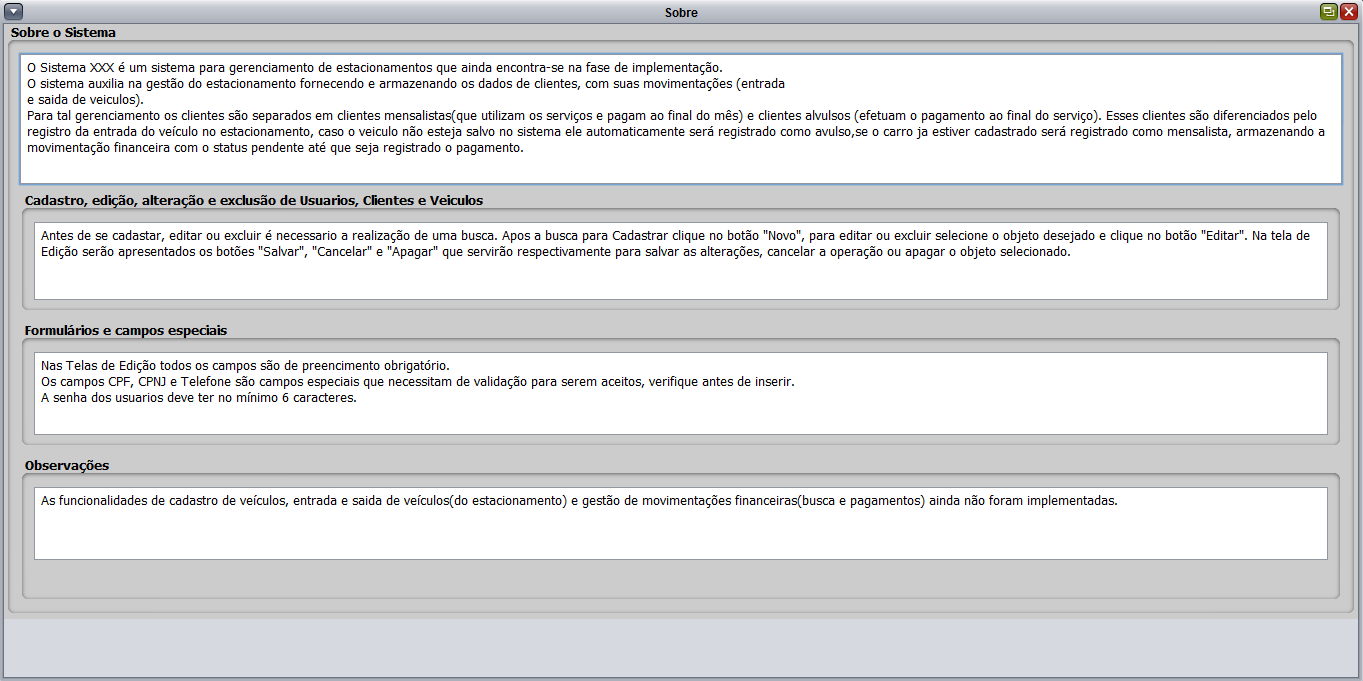 Sobre
Sobre o Sistema
O Sistema XXX é um sistema para gerenciamento de estacionamentos que ainda encontra-se na fase de implementação.
O sistema auxilia na gestão do estacionamento fornecendo e armazenando os dados de clientes, com suas movimentações (entrada
e saida de veiculos).
Para tal gerenciamento os clientes são separados em clientes mensalistas(que utilizam os serviços e pagam ao final do mês) e clientes alvulsos (efetuam o pagamento ao final do serviço). Esses clientes são diferenciados pelo
registro da entrada do veículo no estacionamento, caso o veiculo não esteja salvo no sistema ele automaticamente será registrado como avulso,se o carro ja estiver cadastrado será registrado como mensalista, armazenando a
movimentação financeira com o status pendente até que seja registrado o pagamento.
Cadastro, edição, alteração e exclusão de Usuarios, Clientes e Veiculos
Antes de se cadastar, editar ou excluir é necessario a realização de uma busca. Apos a busca para Cadastrar clique no botão "Novo", para editar ou excluir selecione o objeto desejado e clique no botão "Editar". Na tela de
Edição serão apresentados os botões "Salvar", "Cancelar" e "Apagar" que servirão respectivamente para salvar as alterações, cancelar a operação ou apagar o objeto selecionado.
Formulários e campos especiais
Nas Telas de Edição todos os campos são de preencimento obrigatório.
Os campos CPF, CPNJ e Telefone são campos especiais que necessitam de validação para serem aceitos, verifique antes de inserir.
A senha dos usuarios deve ter no mínimo 6 caracteres.
Observações
As funcionalidades de cadastro de veículos, entrada e saida de veículos(do estacionamento) e gestão de movimentações financeiras(busca e pagamentos) ainda não foram implementadas.